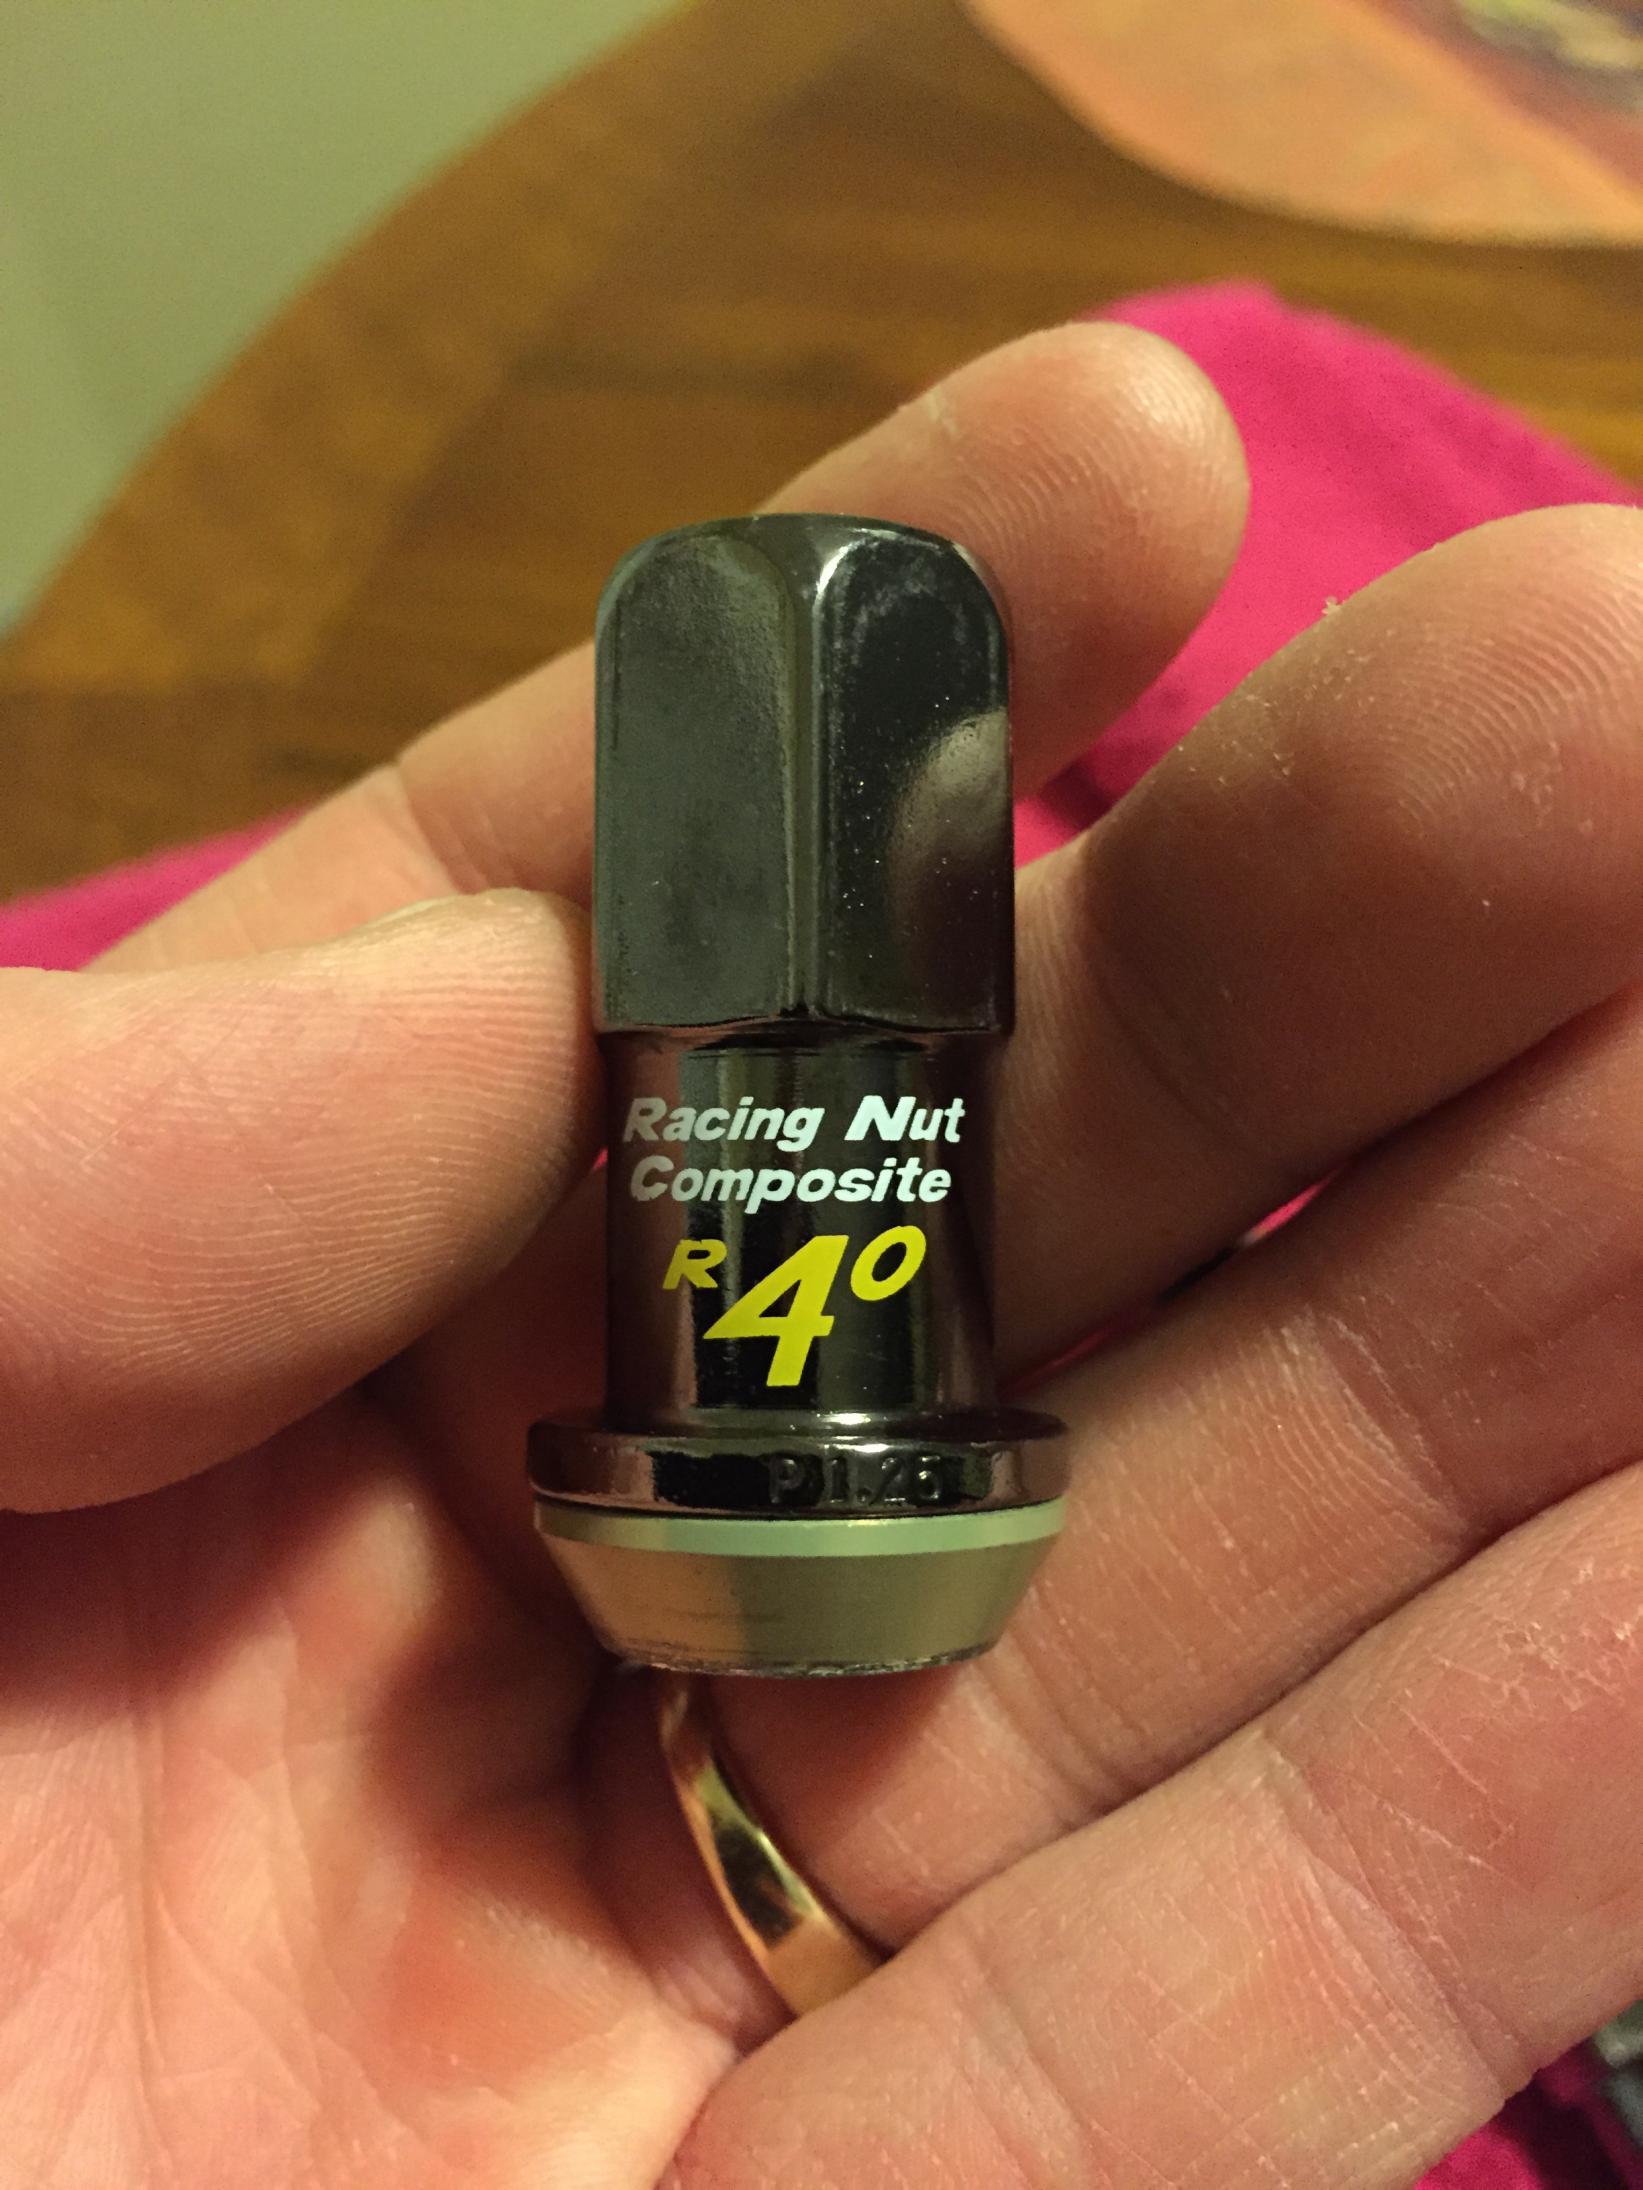 Racing Nut
Composite
R40
P1.25